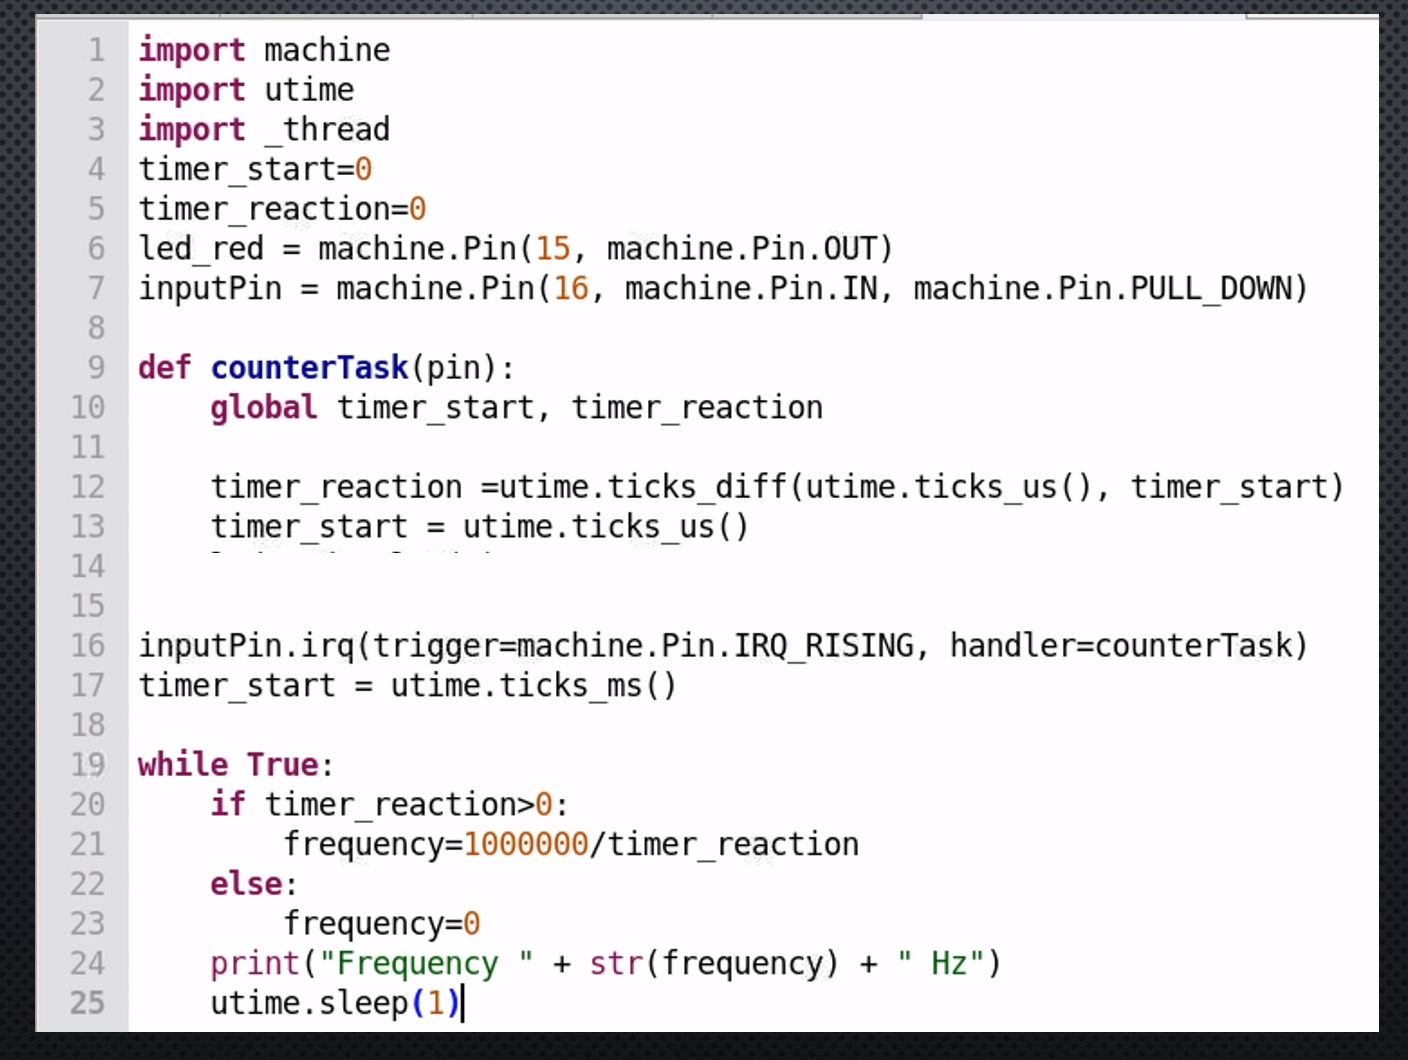 1 import machine
2 import utime
3 import _thread
4 timer_start=0
5 timer_reaction=0
6 led_red = machine.Pin(15, machine.Pin.OUT)
7 inputPin = machine.Pin(16, machine.Pin.IN, machine.Pin.PULL_DOWN)
8
9 def counterTask(pin):
10     global timer_start, timer_reaction
11
12     timer_reaction =utime.ticks_diff(utime.ticks_us(), timer_start)
13     timer_start = utime.ticks_us()
14
15
16 inputPin.irq(trigger=machine.Pin.IRQ_RISING, handler=counterTask)
17 timer_start = utime.ticks_ms()
18
19 while True:
20     if timer_reaction>0:
21         frequency=1000000/timer_reaction
22     else:
23         frequency=0
24     print("Frequency " + str(frequency) + " Hz")
25     utime.sleep(1)